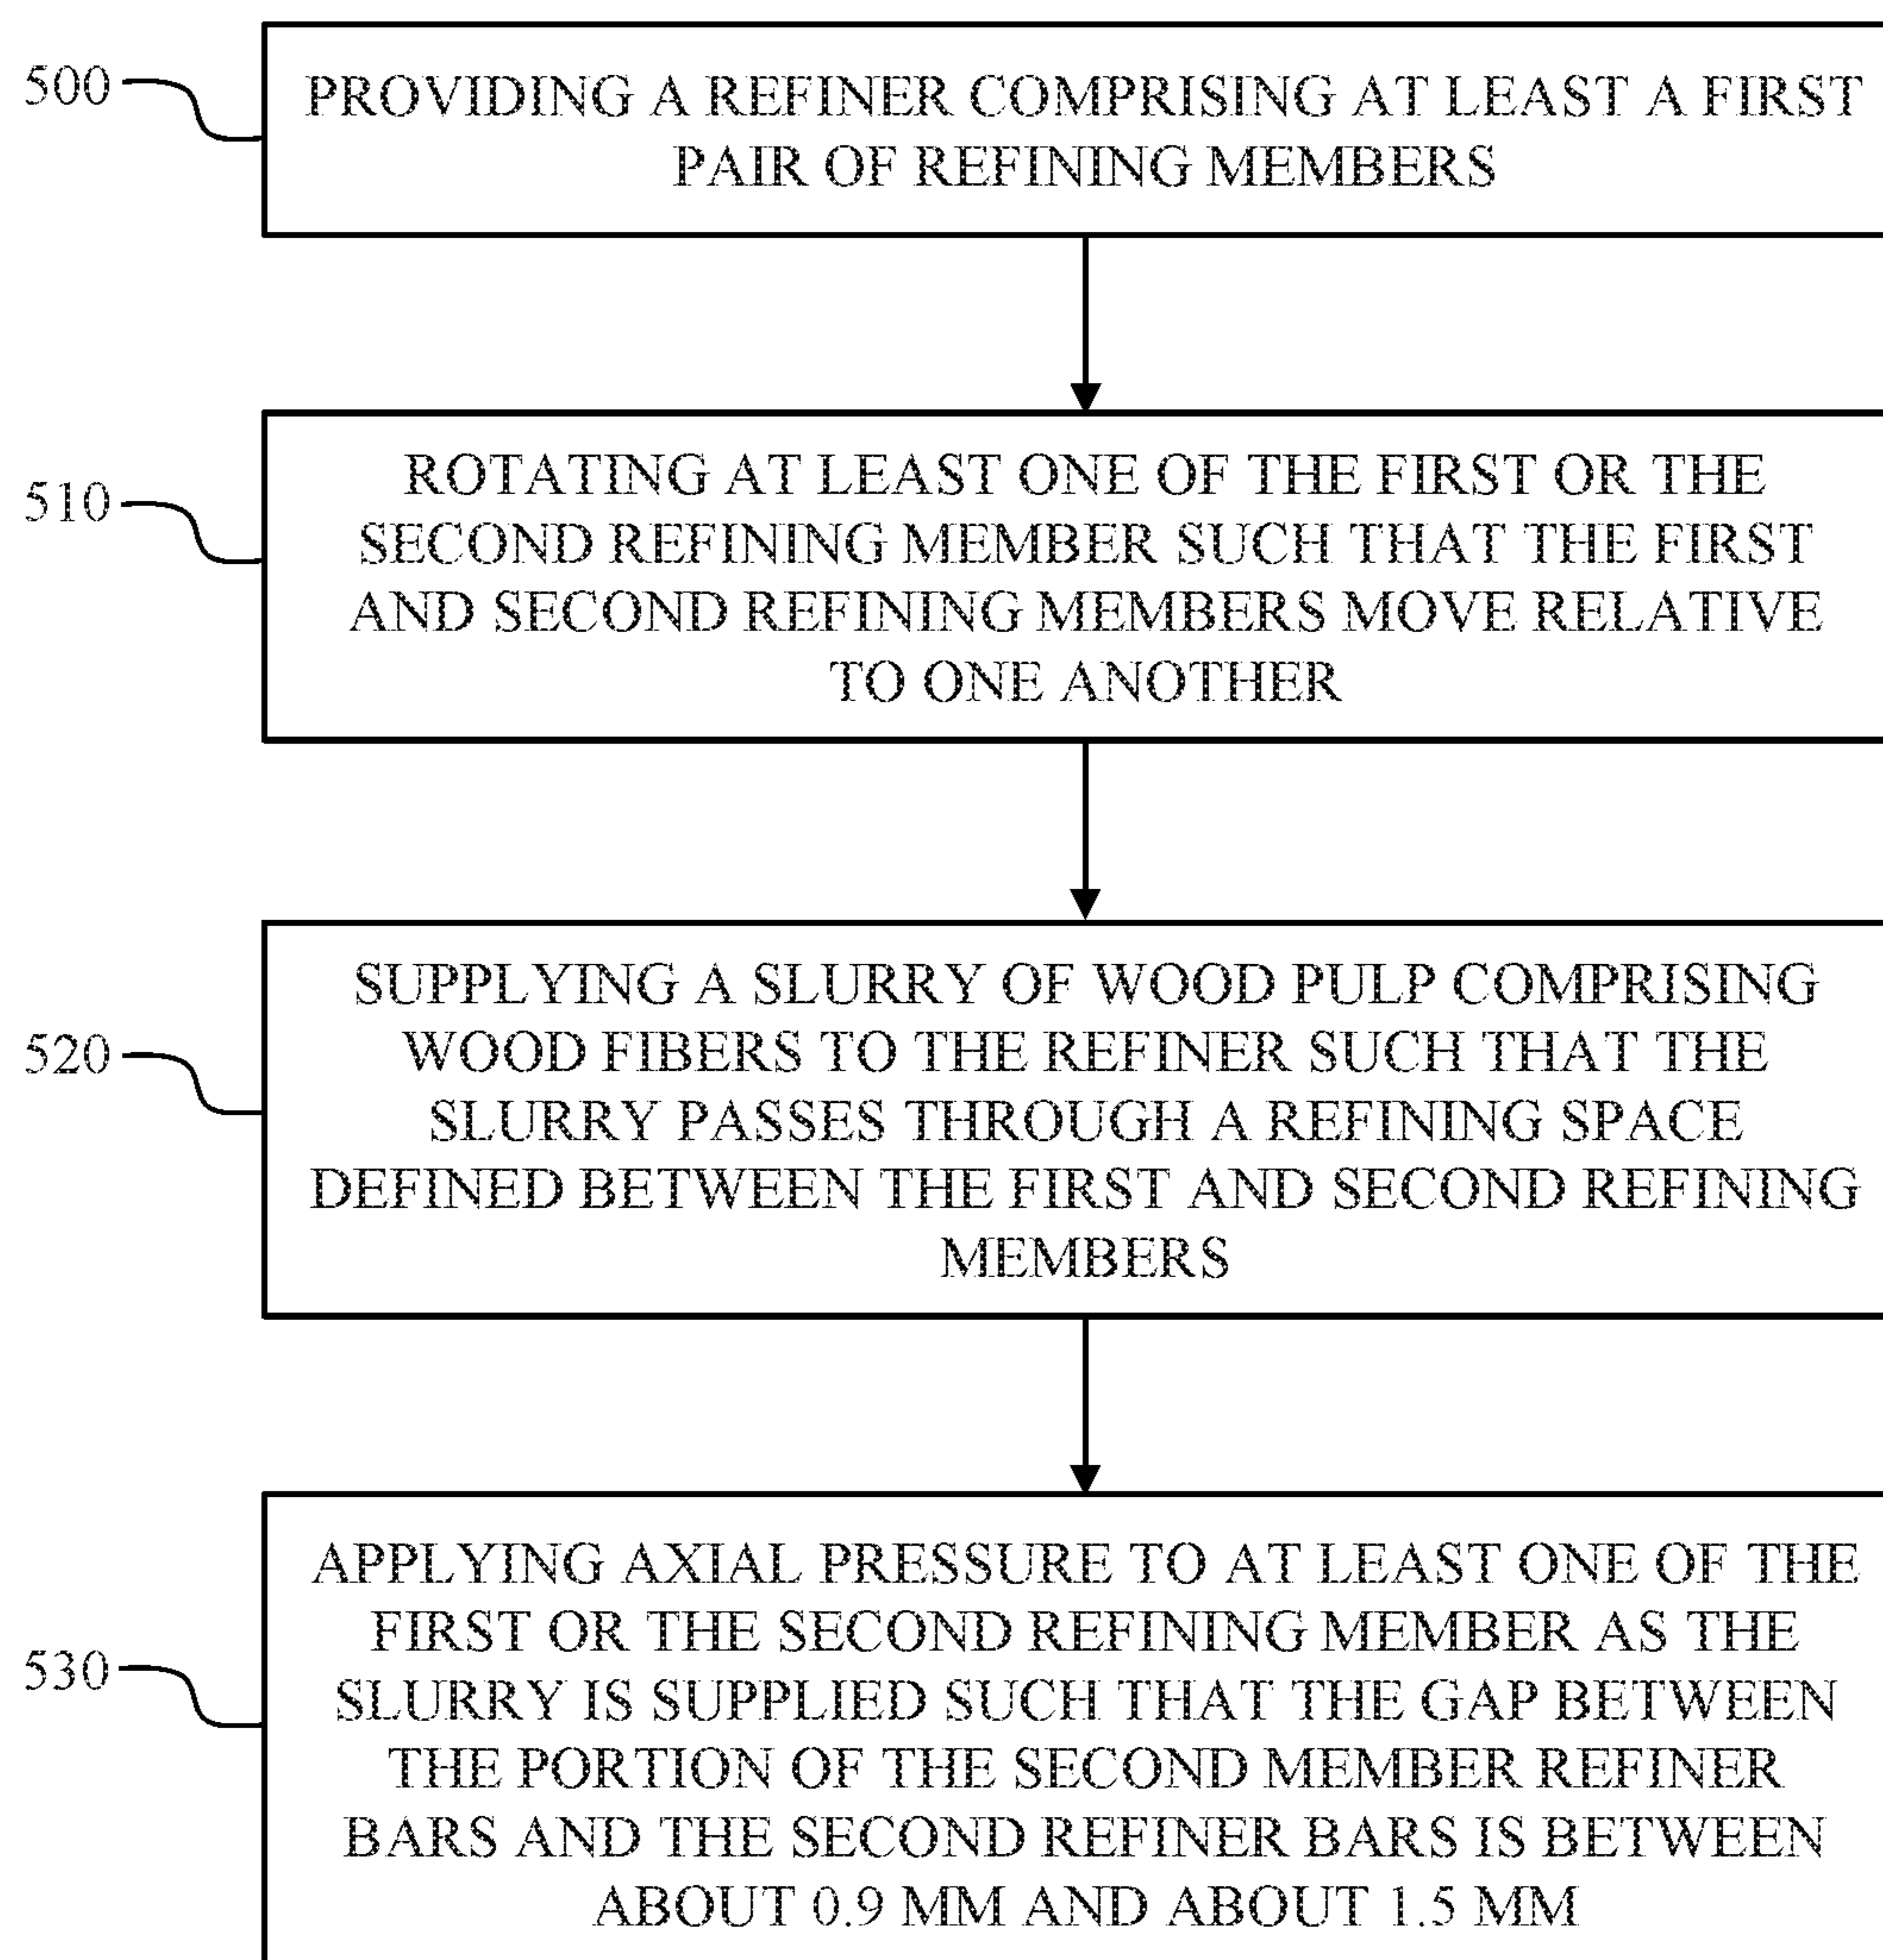 500
PROVIDING A REFINER COMPRISING AT LEAST A FIRST
PAIR OF REFINING MEMBERS
510
ROTATING AT LEAST ONE OF THE FIRST OR THE
SECOND REFINING MEMBER SUCH THAT THE FIRST
AND SECOND REFINING MEMBERS MOVE RELATIVE
TO ONE ANOTHER
520
SUPPLYING A SLURRY OF WOOD PULP COMPRISING
WOOD FIBERS TO THE REFINER SUCH THAT THE
SLURRY PASSES THROUGH A REFINING SPACE
DEFINED BETWEEN THE FIRST AND SECOND REFINING
MEMBERS
530
APPLYING AXIAL PRESSURE TO AT LEAST ONE OF THE
FIRST OR THE SECOND REFINING MEMBER AS THE
SLURRY IS SUPPLIED SUCH THAT THE GAP BETWEEN
THE PORTION OF THE SECOND MEMBER REFINER
BARS AND THE SECOND REFINER BARS IS BETWEEN
ABOUT 0.9 MM AND ABOUT 1.5 MM